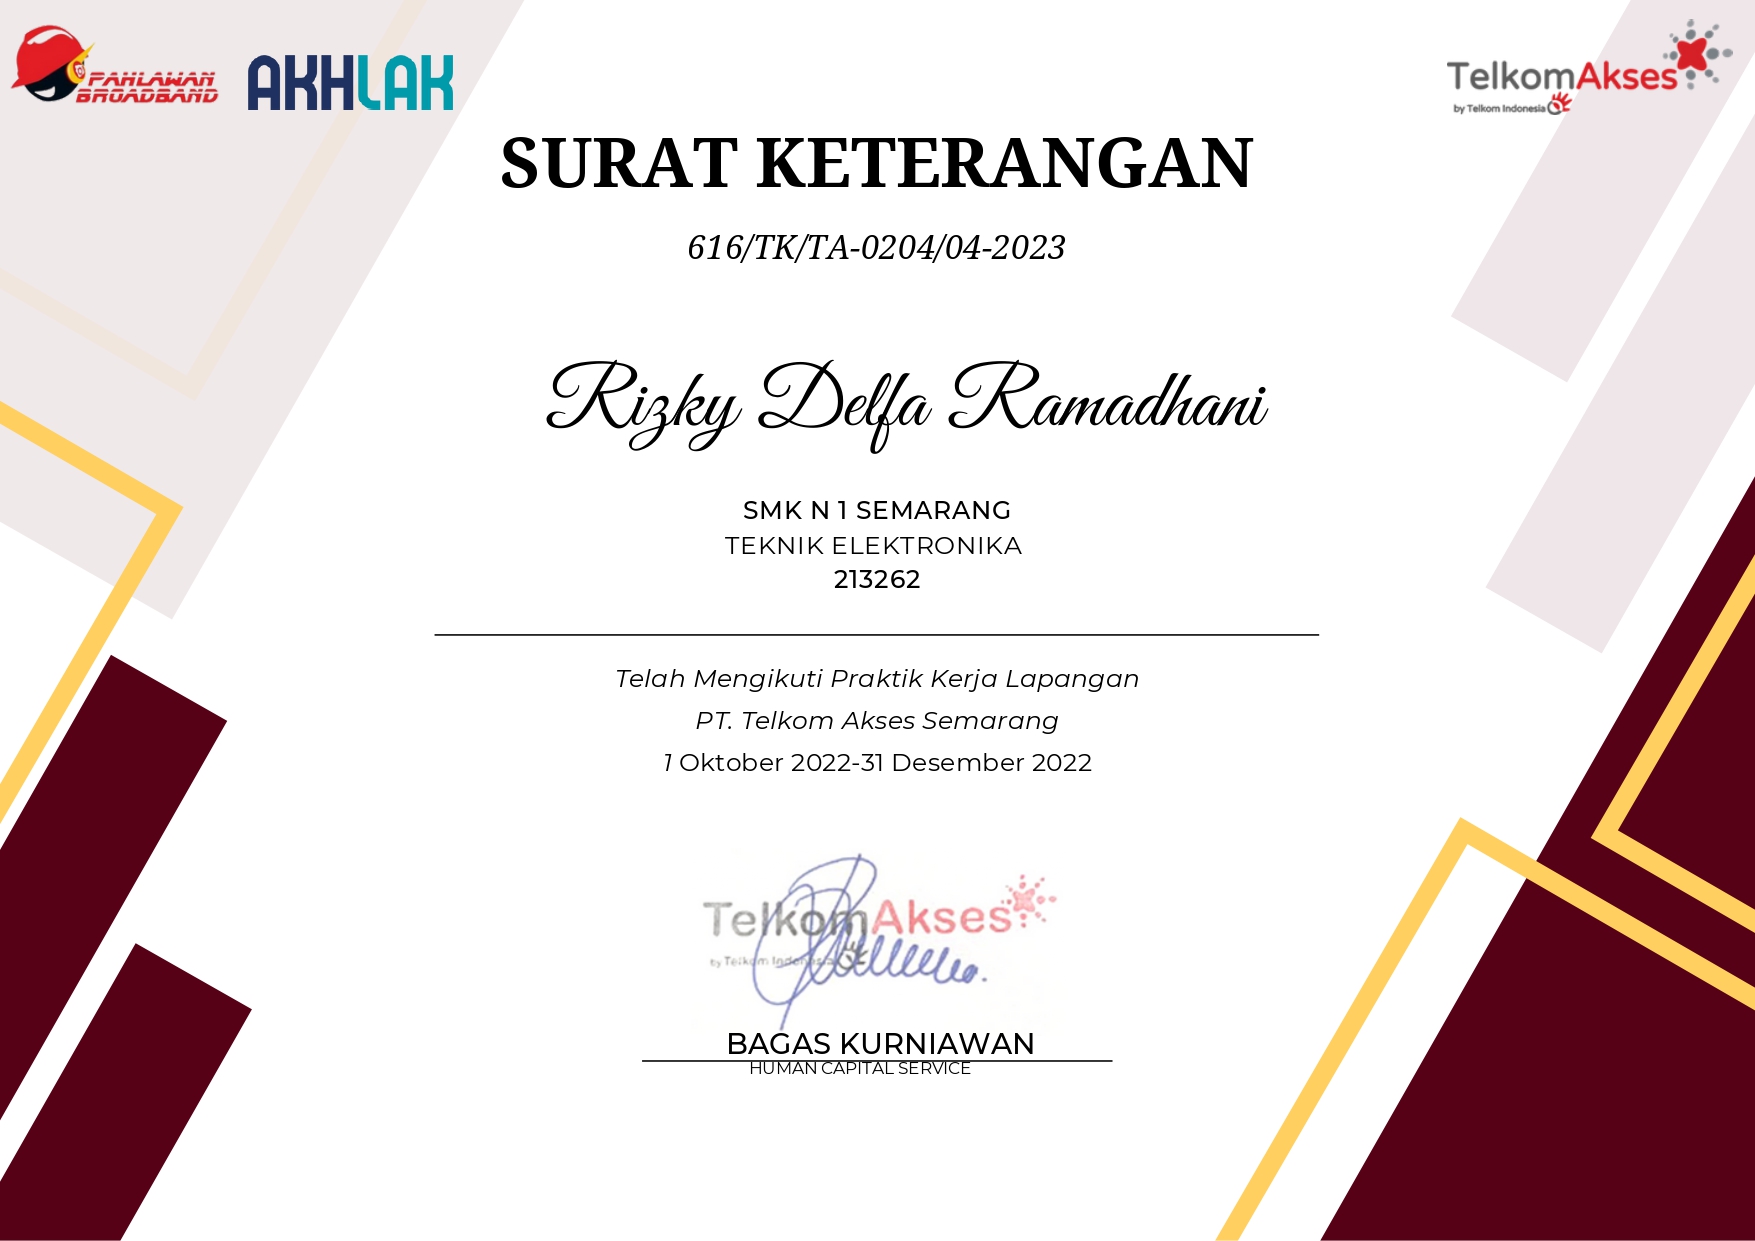 PAHLAWAN
BROADBAND
AKHLAK
TelkomAkses
by Telkom Indonesia
SURAT KETERANGAN
616/TK/TA-0204/04-2023
Rizky Delfa Ramadhani
SMK N 1 SEMARANG
TEKNIK ELEKTRONIKA
213262
Telah Mengikuti Praktik Kerja Lapangan
PT. Telkom Akses Semarang
1 Oktober 2022-31 Desember 2022
TelkomAkses
by Telkom Indonesia
BAGAS KURNIAWAN
HUMAN CAPITAL SERVICE